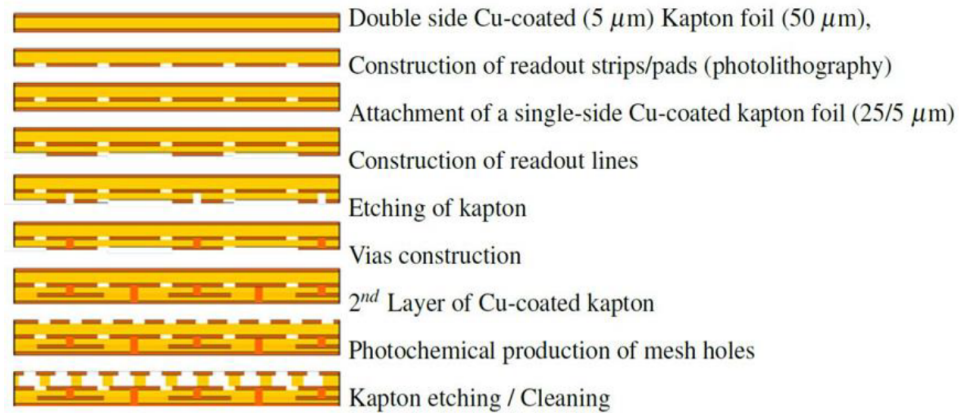 Double side Cu-coated (5 μm) Kapton foil (50 μm),
Construction of readout strips/pads (photolithography)
Attachment of a single-side Cu-coated kapton foil (25/5 μm)
Construction of readout lines
Etching of kapton
Vias construction
2nd Layer of Cu-coated kapton
Photochemical production of mesh holes
Kapton etching / Cleaning